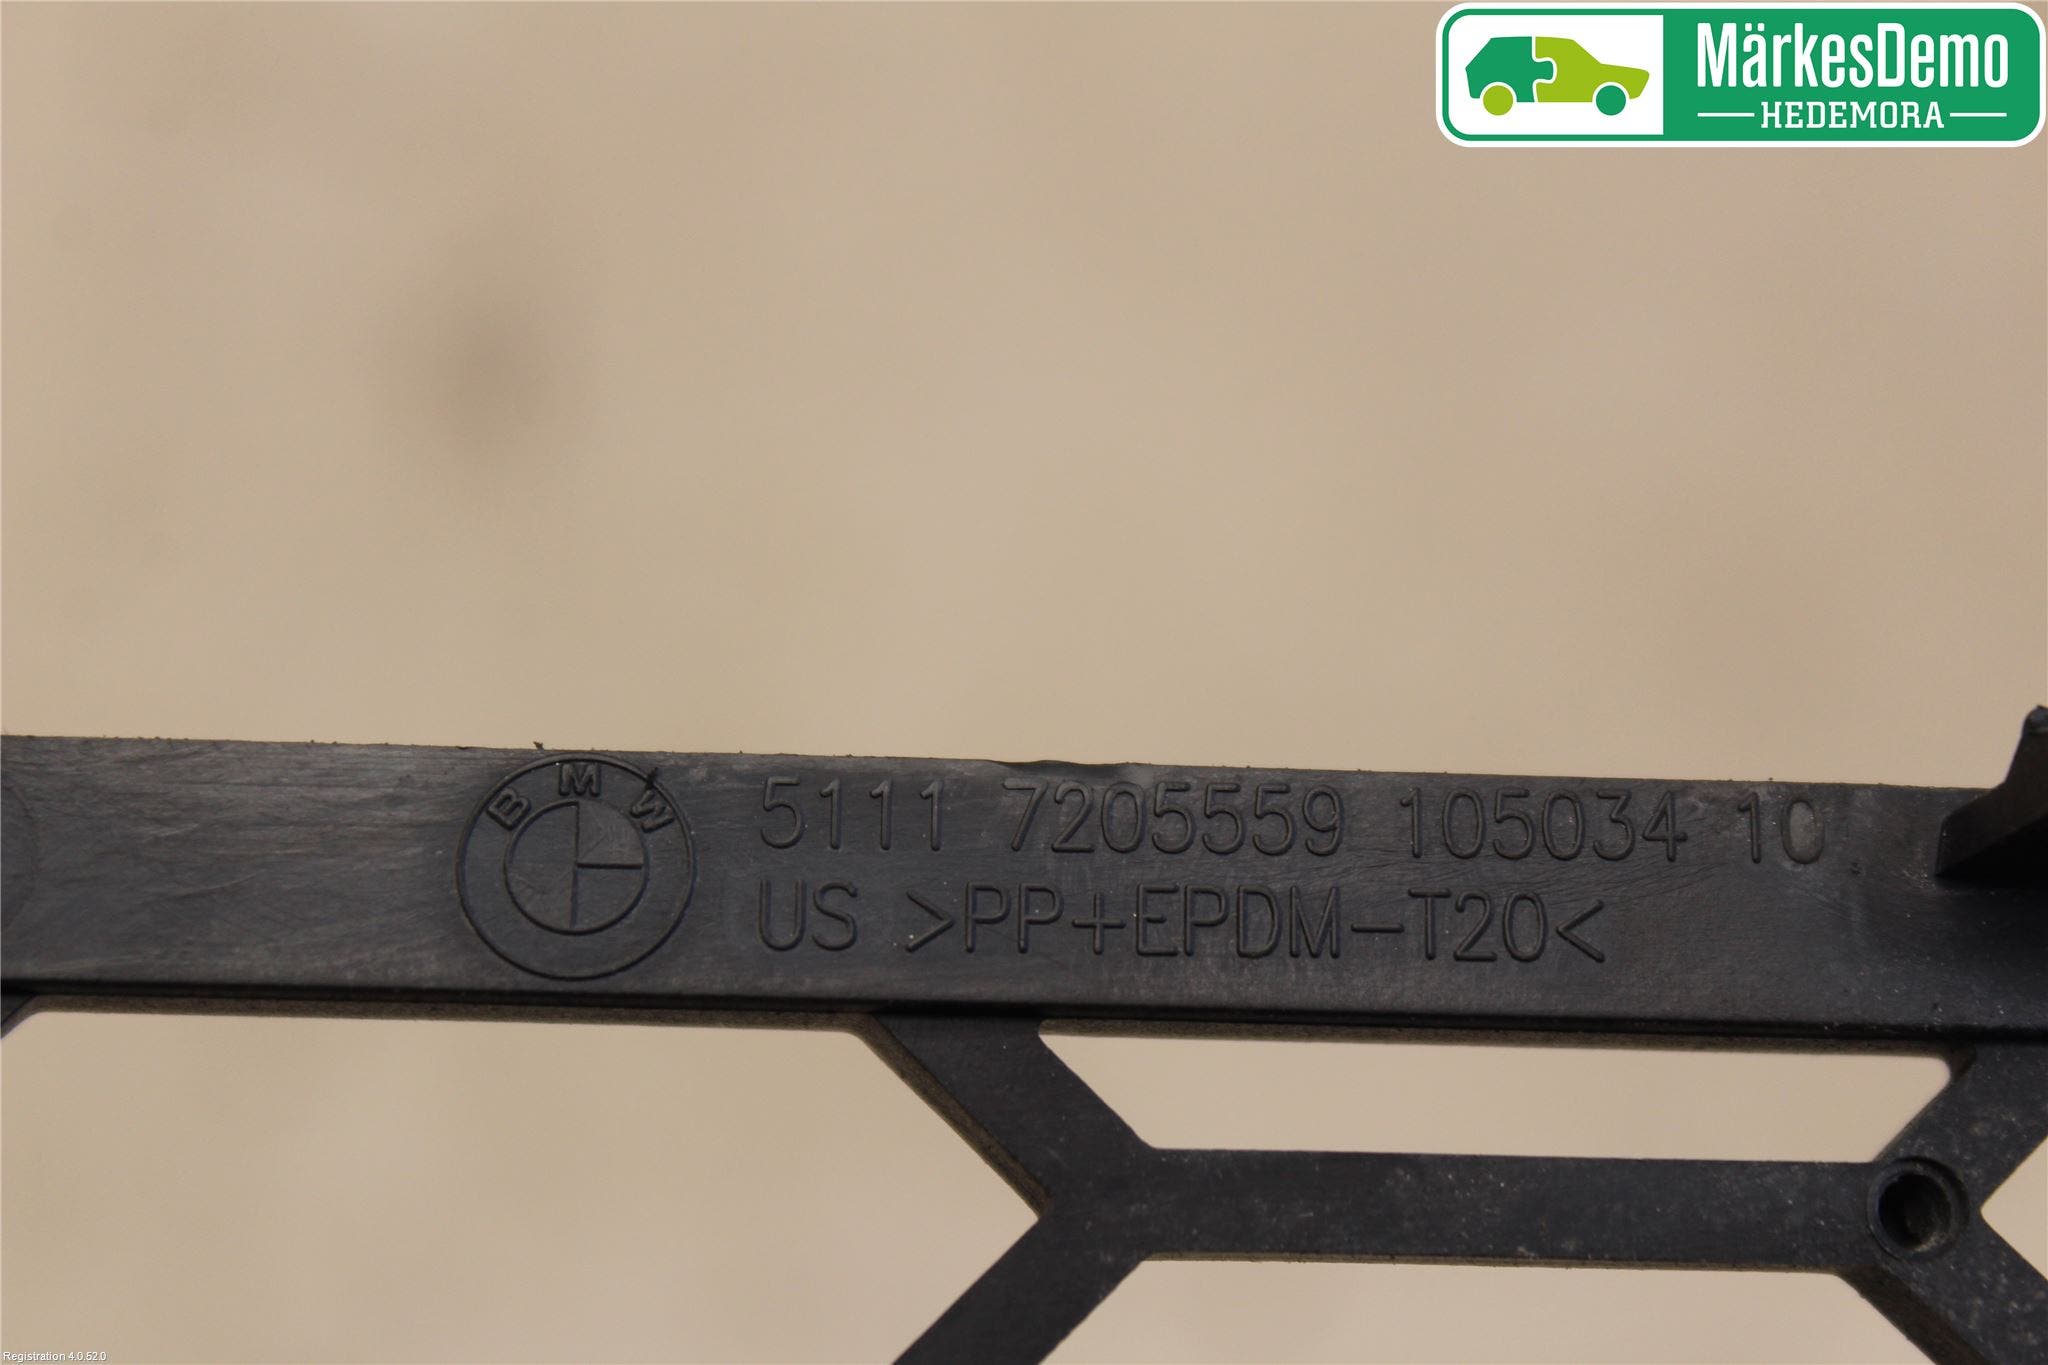 MärkesDemo
HEDEMORA
BMW
5111 7205559 105034 10
US >PP+EPDM-T20<
Registration 4.0.52.0